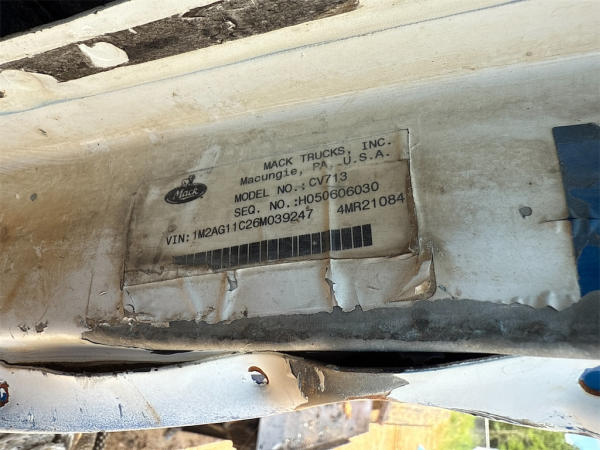 MACK TRUCKS, INC.
Macungie, PA, U.S.A.
Mack
MODEL NO.:CV713
SEQ. NO.:H050606030
VIN:1M2AG11C26M039247 4MR21084